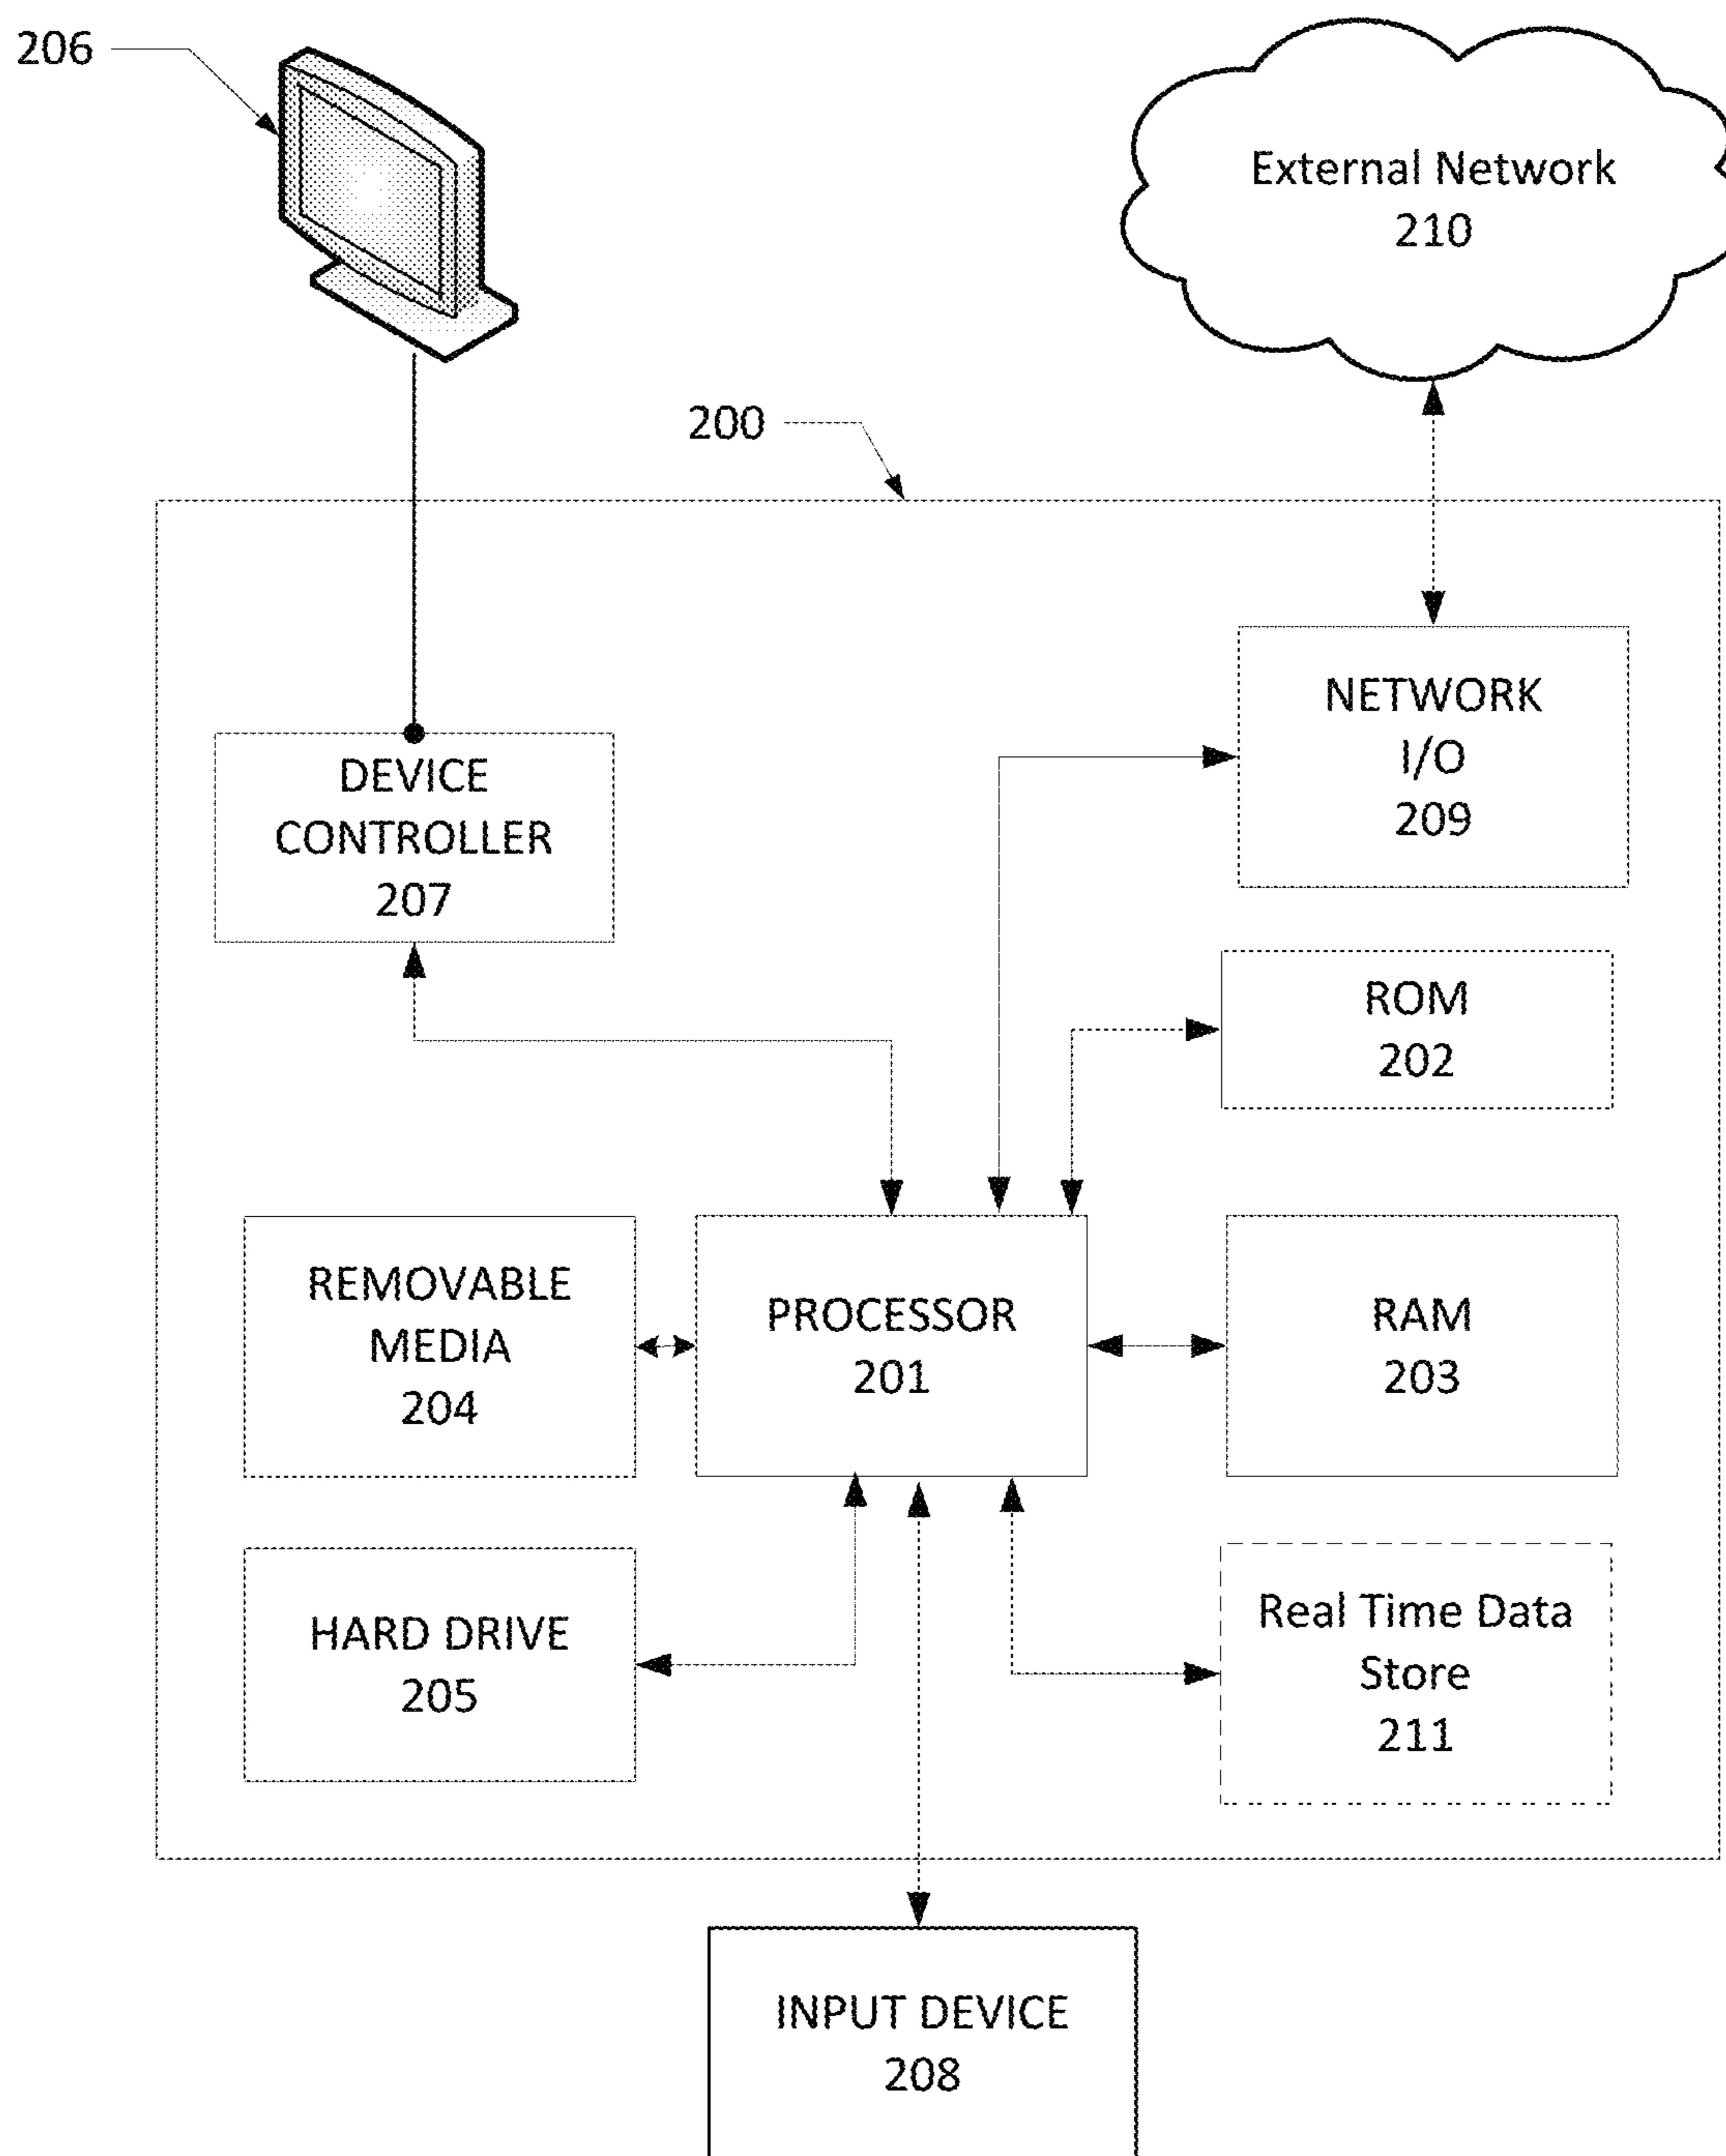 206
External Network
210
200
NETWORK
I/O
209
DEVICE
CONTROLLER
207
ROM
202
REMOVABLE
MEDIA
204
PROCESSOR
201
RAM
203
HARD DRIVE
205
Real Time Data
Store
211
INPUT DEVICE
208